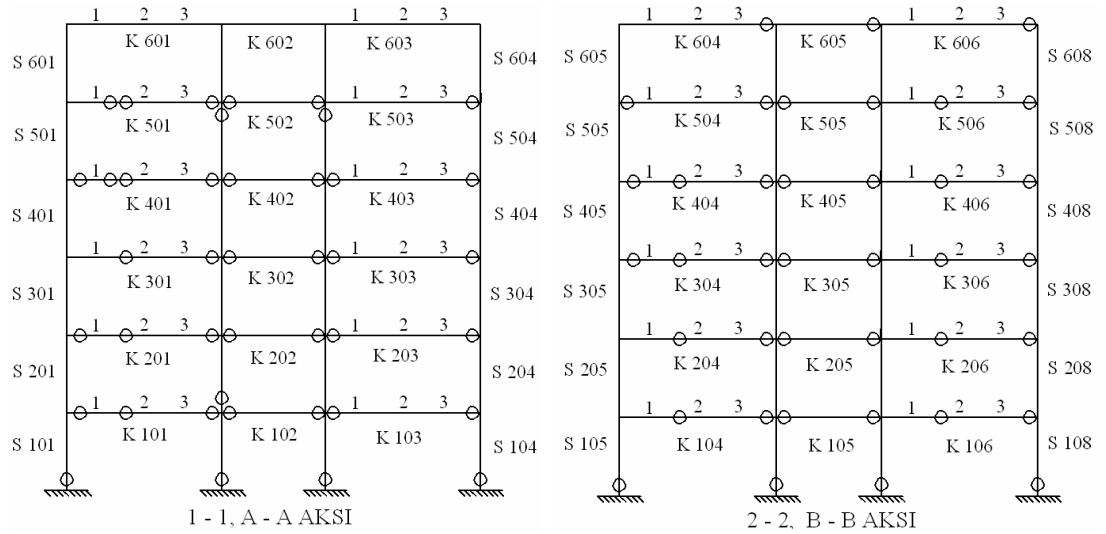 1 2 3 1 2 3 1 2 3 1 2 3
K 601 K 602 K 603 K 604 K 605 K 606
S 601 S 604 S 605 S 608
1 2 3 1 2 3 1 2 3 1 2 3
K 501 K 502 K 503 K 504 K 505 K 506
S 501 S 504 S 505 S 508
1 2 3 1 2 3 1 2 3 1 2 3
K 401 K 402 K 403 K 404 K 405 K 406
S 401 S 404 S 405 S 408
1 2 3 1 2 3 1 2 3 1 2 3
K 301 K 302 K 303 K 304 K 305 K 306
S 301 S 304 S 305 S 308
1 2 3 1 2 3 1 2 3 1 2 3
K 201 K 202 K 203 K 204 K 205 K 206
S 201 S 204 S 205 S 208
1 2 3 1 2 3 1 2 3 1 2 3
K 101 K 102 K 103 K 104 K 105 K 106
S 101 S 104 S 105 S 108
1 - 1, A - A AKSI 2 - 2, B - B AKSI